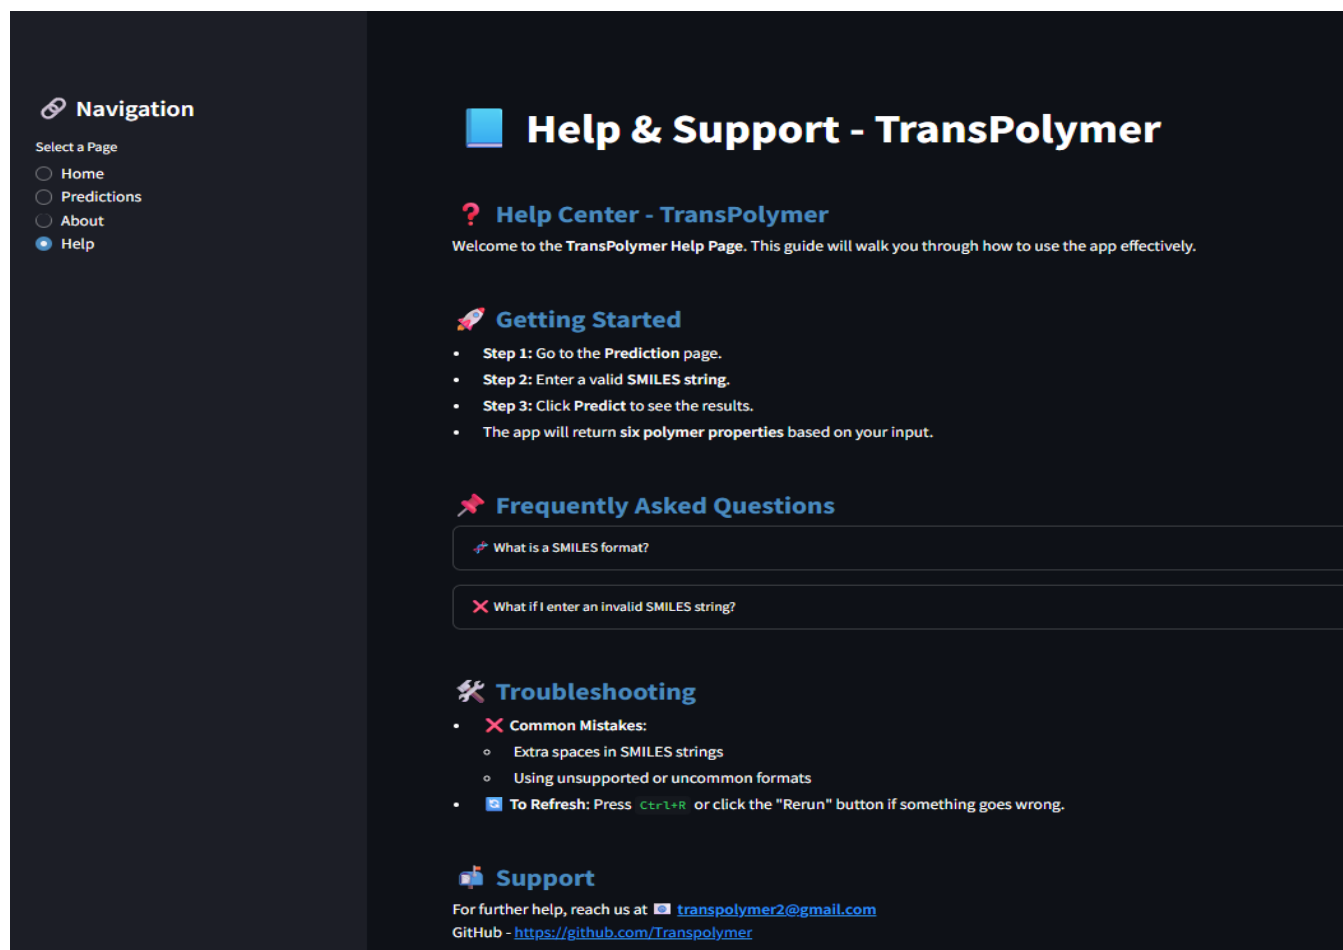 Navigation
Select a Page
Home
Predictions
About
Help
Help & Support - TransPolymer
Help Center - TransPolymer
Welcome to the TransPolymer Help Page. This guide will walk you through how to use the app effectively.
Getting Started
• Step 1: Go to the Prediction page.
• Step 2: Enter a valid SMILES string.
• Step 3: Click Predict to see the results.
• The app will return six polymer properties based on your input.
Frequently Asked Questions
What is a SMILES format?
What if I enter an invalid SMILES string?
Troubleshooting
• ❌ Common Mistakes:
◦ Extra spaces in SMILES strings
◦ Using unsupported or uncommon formats
• To Refresh: Press Ctrl+R or click the "Rerun" button if something goes wrong.
Support
For further help, reach us at transpolymer2@gmail.com
GitHub - https://github.com/Transpolymer